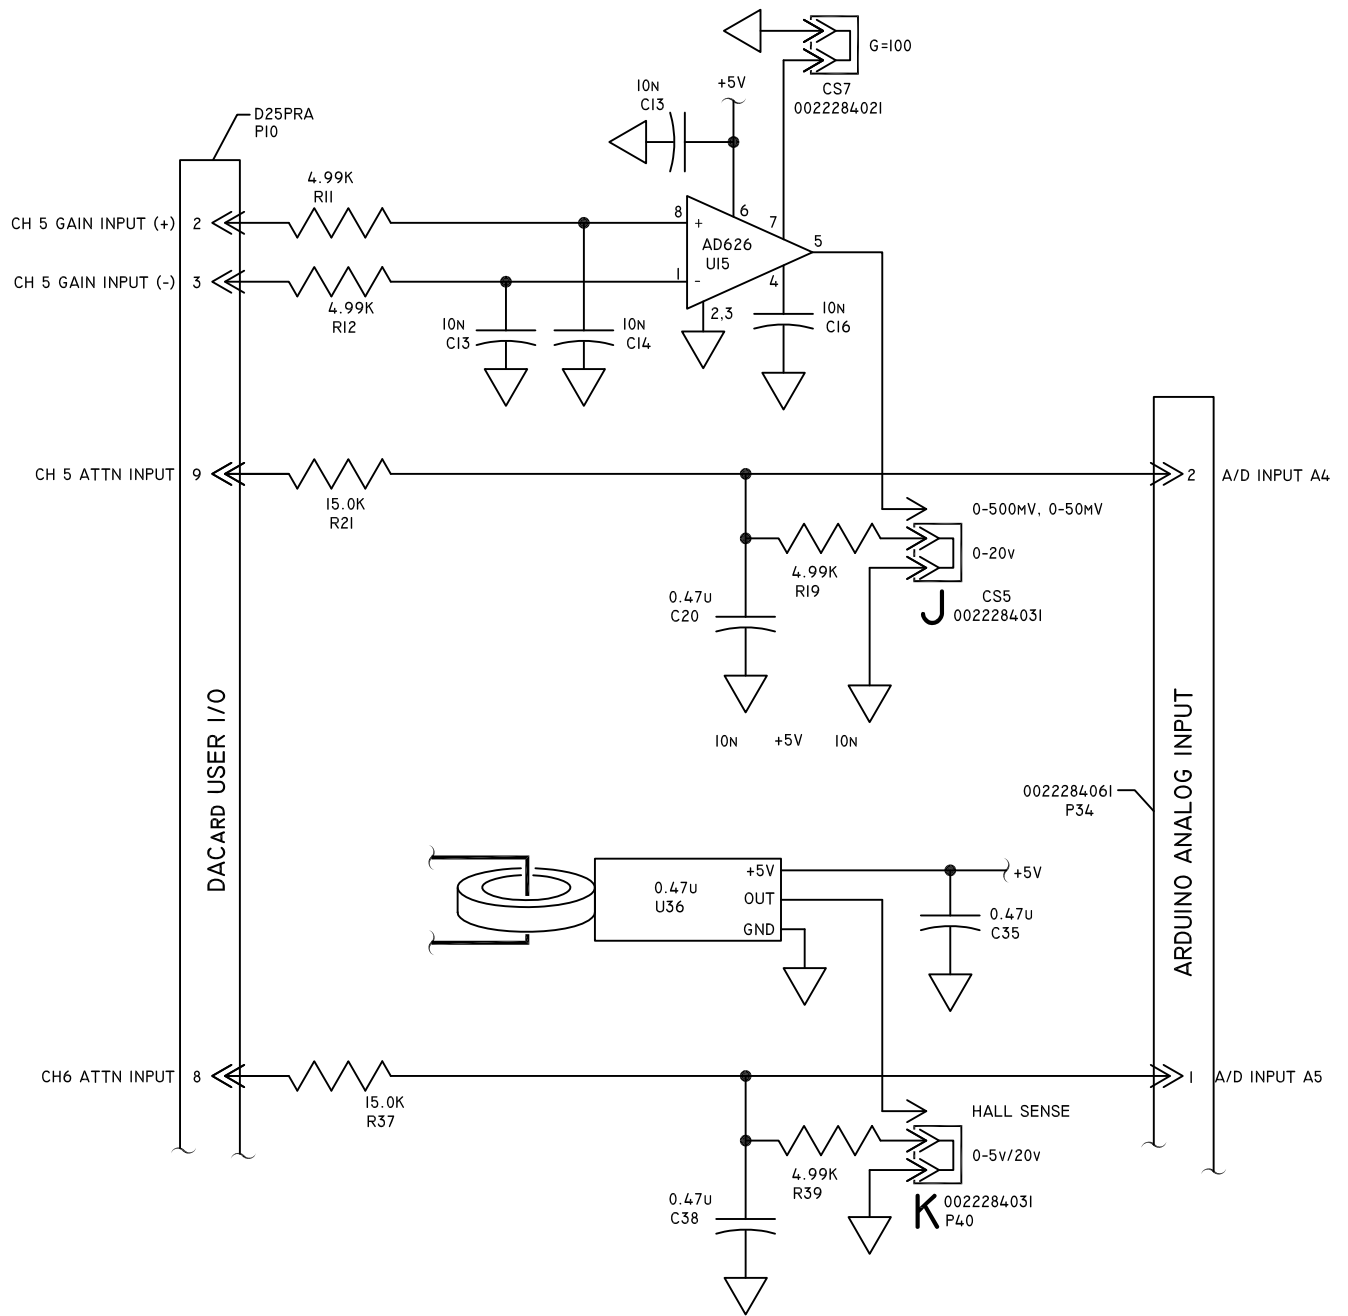 G=100
CS7
0022284021
+5V
10N
C13
D25PRA
P10
4.99K
R11
CH 5 GAIN INPUT (+)
2
8
+
6
7
AD626
U15
5
CH 5 GAIN INPUT (-)
3
1
-
4
4.99K
R12
2,3
10N
C16
10N
C13
10N
C14
CH 5 ATTN INPUT
9
2
A/D INPUT A4
15.0K
R21
0-500MV, 0-50MV
0-20V
4.99K
R19
0.47U
C20
J
CS5
0022284031
10N
+5V
10N
DACARD USER I/O
ARDUINO ANALOG INPUT
0022284061
P34
+5V
OUT
GND
0.47U
U36
+5V
0.47U
C35
CH6 ATTN INPUT
8
1
A/D INPUT A5
15.0K
R37
HALL SENSE
0-5V/20V
4.99K
R39
0.47U
C38
K
0022284031
P40